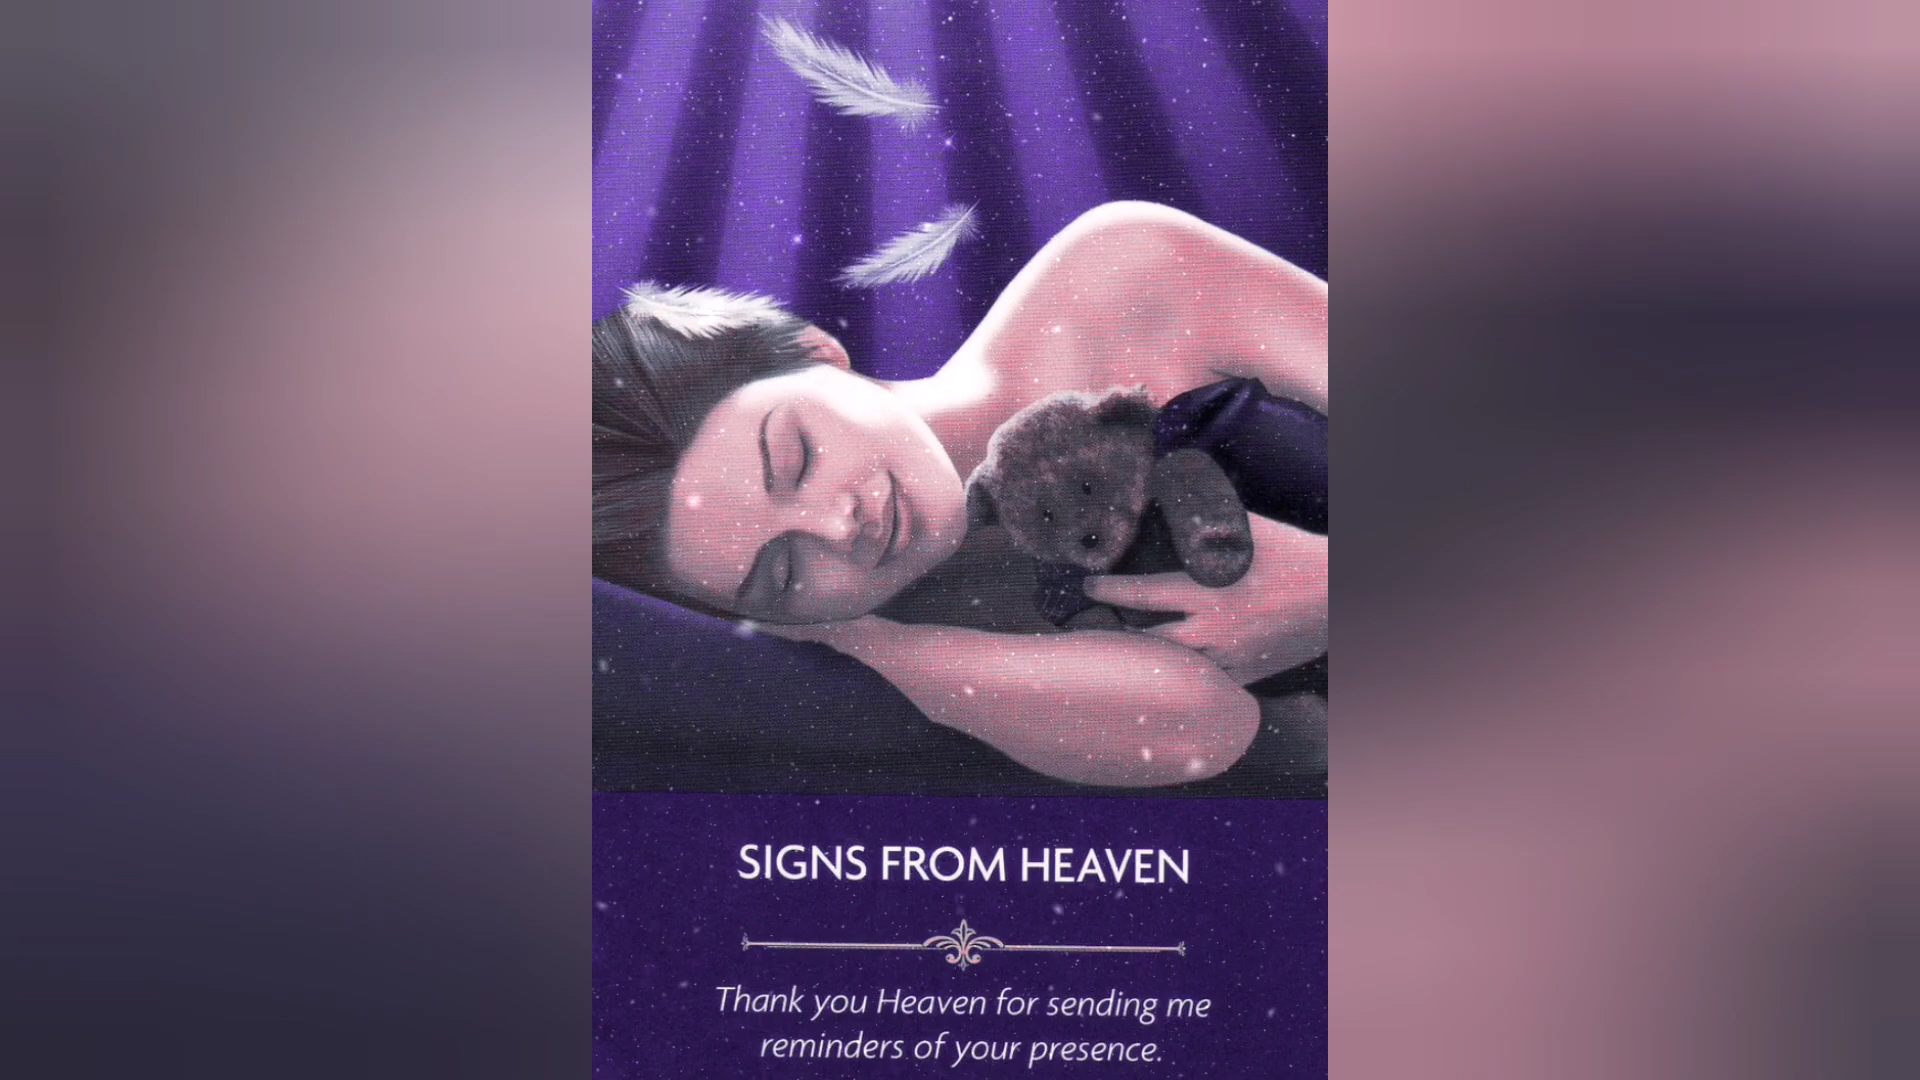 SIGNS FROM HEAVEN
Thank you Heaven for sending me
reminders of your presence.